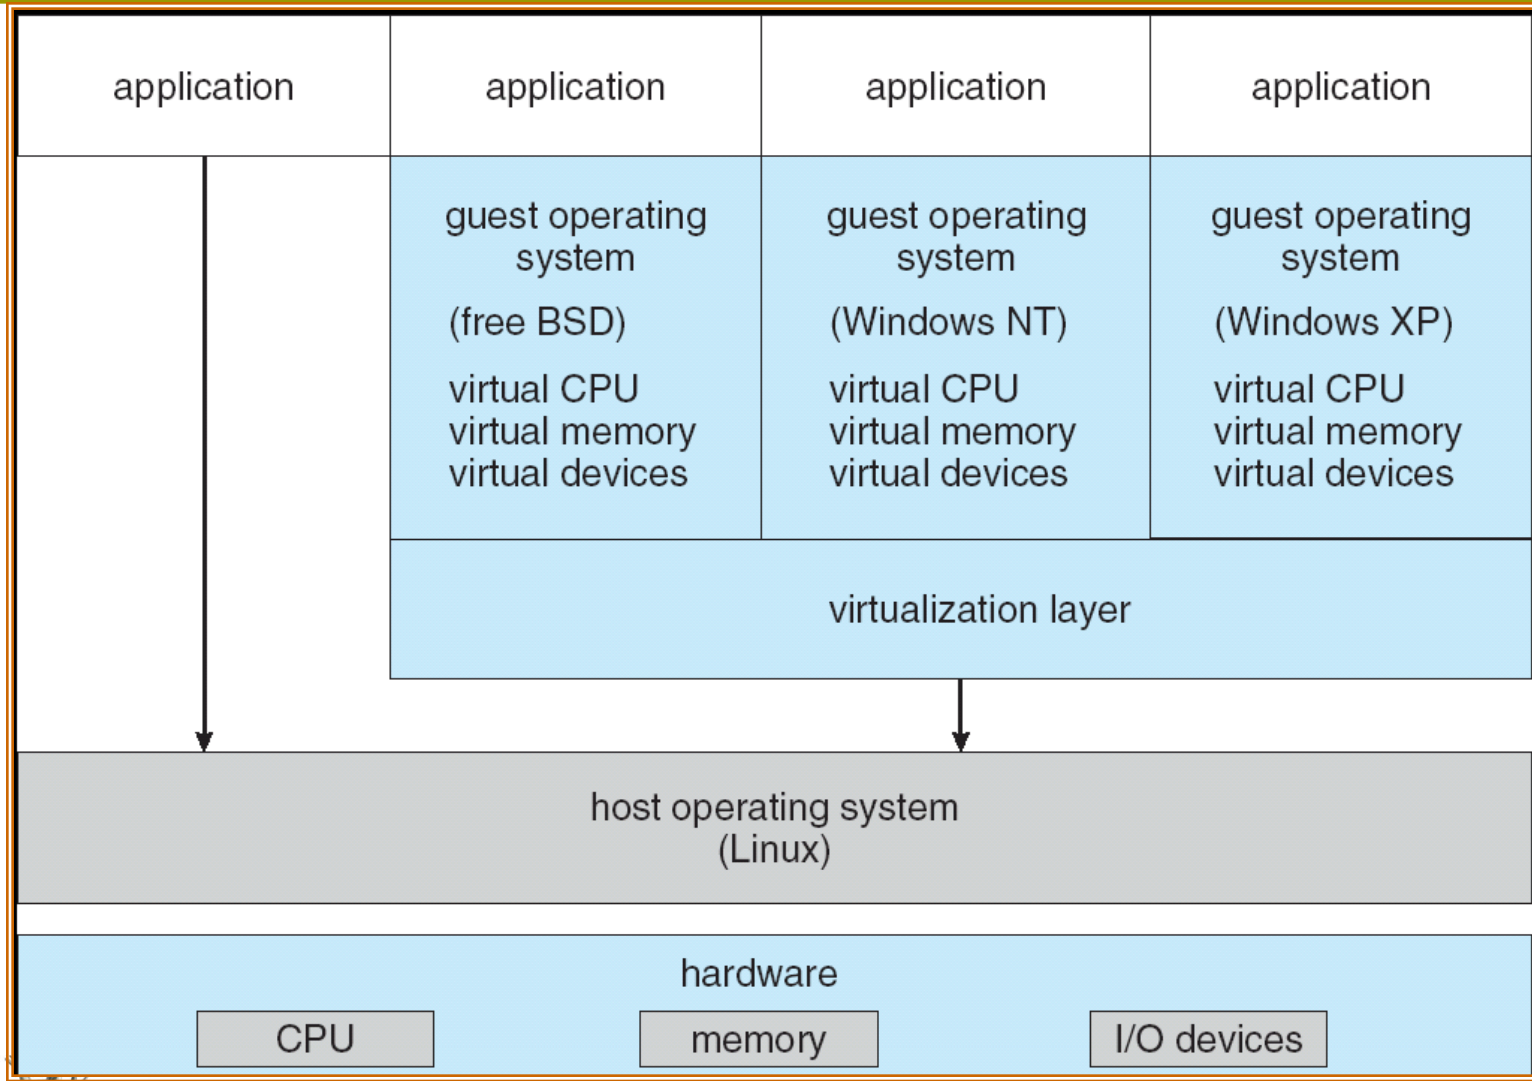 application
application
application
application
guest operating
system
(free BSD)
virtual CPU
virtual memory
virtual devices
guest operating
system
(Windows NT)
virtual CPU
virtual memory
virtual devices
guest operating
system
(Windows XP)
virtual CPU
virtual memory
virtual devices
virtualization layer
host operating system
(Linux)
hardware
CPU
memory
I/O devices